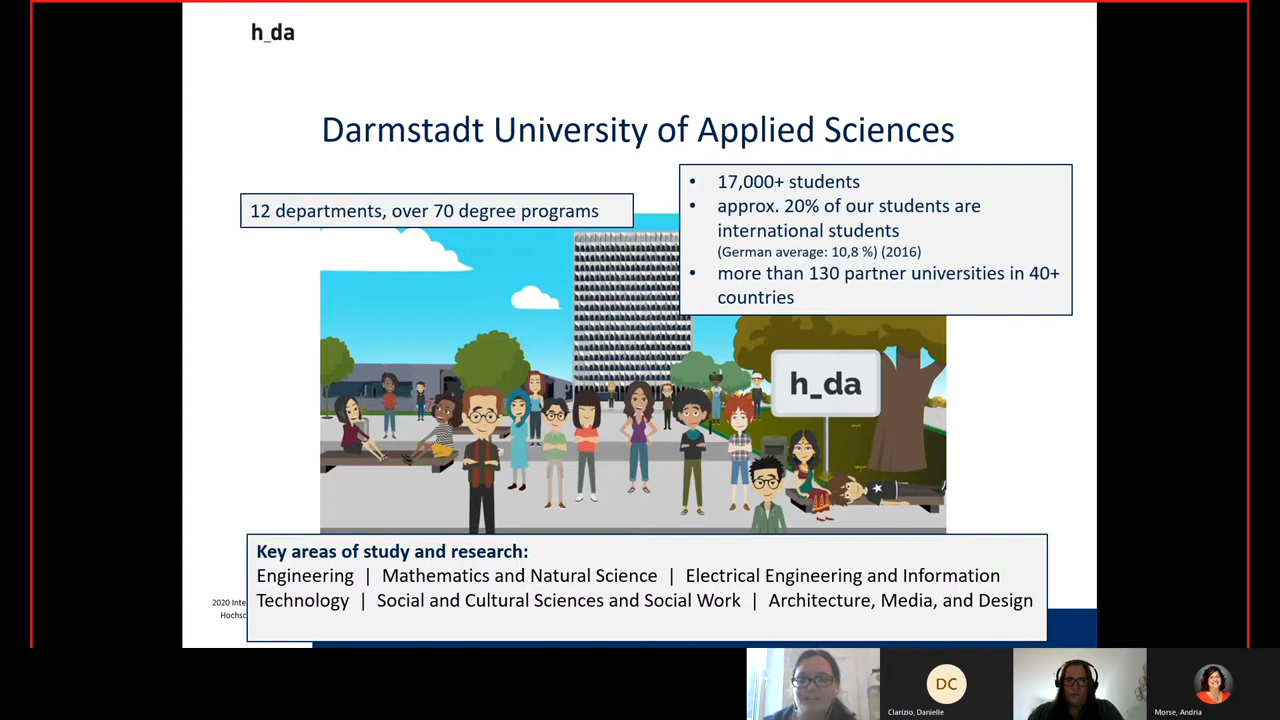 h_da
Darmstadt University of Applied Sciences
12 departments, over 70 degree programs
• 17,000+ students
• approx. 20% of our students are
international students
(German average: 10,8 %) (2016)
• more than 130 partner universities in 40+
countries
h_da
Key areas of study and research:
Engineering | Mathematics and Natural Science | Electrical Engineering and Information
Technology | Social and Cultural Sciences and Social Work | Architecture, Media, and Design
2020 Inte
Hochsc
DC
Clarizio, Danielle
Morse, Andria